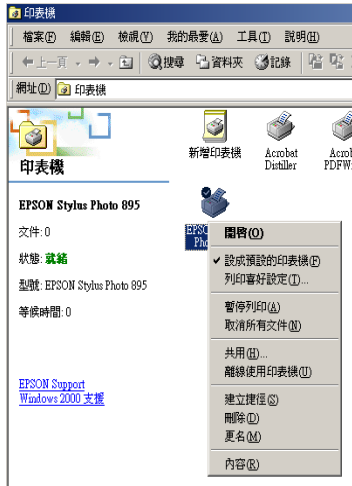 印表機
檔案(F) 編輯(E) 檢視(V) 我的最愛(A) 工具(T) 說明(H)
上一頁 搜尋 資料夾 記錄
網址(D) 印表機
印表機
新增印表機
Acrobat
Distiller
EPSON Stylus Photo 895
文件: 0
狀態: 就緒
型號: EPSON Stylus Photo 895
等候時間: 0
EPSON Support
Windows 2000 支援
開啟(O)
設成預設的印表機(F)
列印喜好設定(T)...
暫停列印(A)
取消所有文件(N)
共用(H)...
離線使用印表機(U)
建立捷徑(S)
刪除(D)
更名(M)
內容(R)